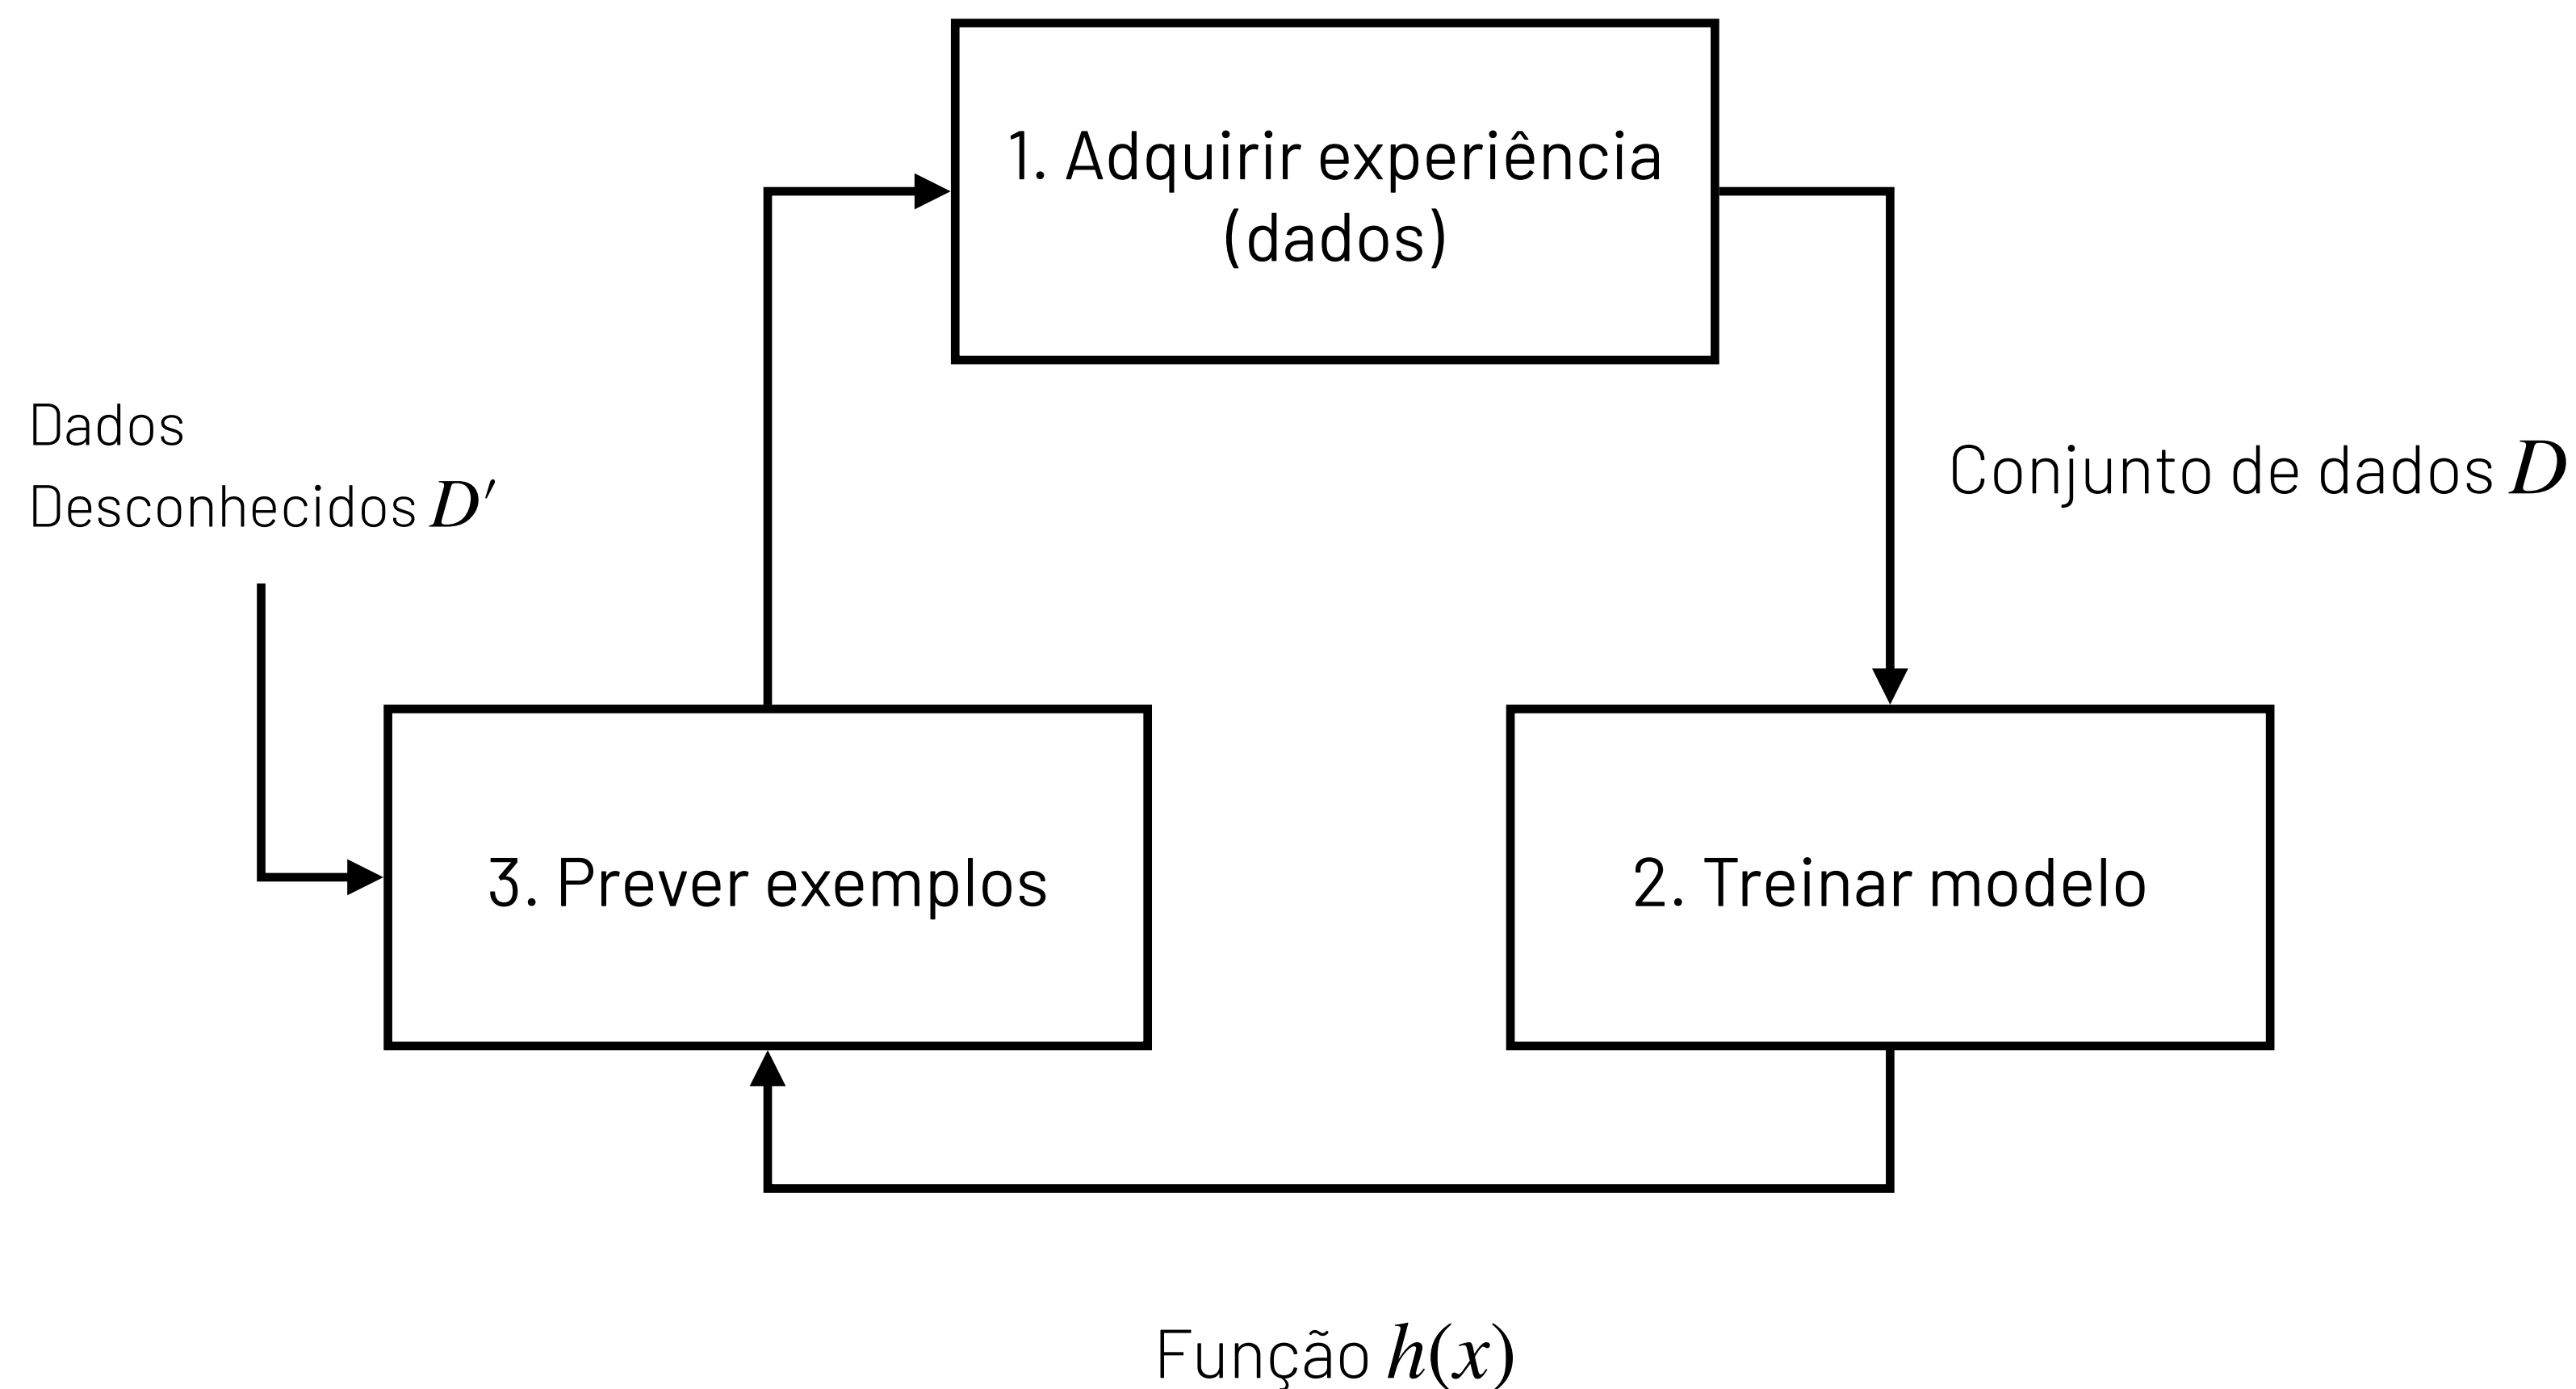 1. Adquirir experiência
(dados)
Dados
Desconhecidos D′
Conjunto de dados D
3. Prever exemplos
2. Treinar modelo
Função h(x)